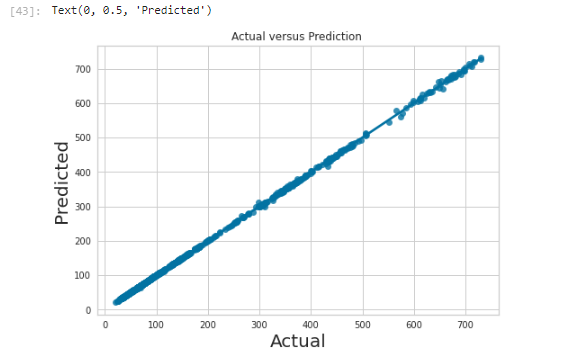 [43]: Text(0, 0.5, 'Predicted')
Actual versus Prediction
700
600
500
400
300
200
100
0
Predicted
0 100 200 300 400 500 600 700
Actual